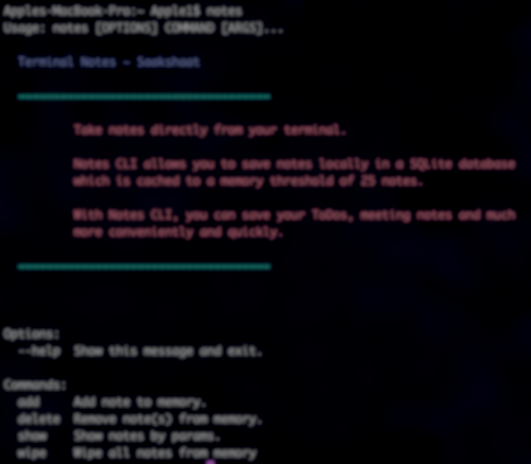 Apples-MacBook-Pro:~ Apple1$ notes
Usage: notes [OPTIONS] COMMAND [ARGS]...
Terminal Notes - Saakshaat
Take notes directly from your terminal.
Notes CLI allows you to save notes locally in a SQLite database
which is cached to a memory threshold of 25 notes.
With Notes CLI, you can save your ToDos, meeting notes and much
more conveniently and quickly.
Options:
--help  Show this message and exit.
Commands:
add     Add note to memory.
delete  Remove note(s) from memory.
show    Show notes by params.
wipe    Wipe all notes from memory